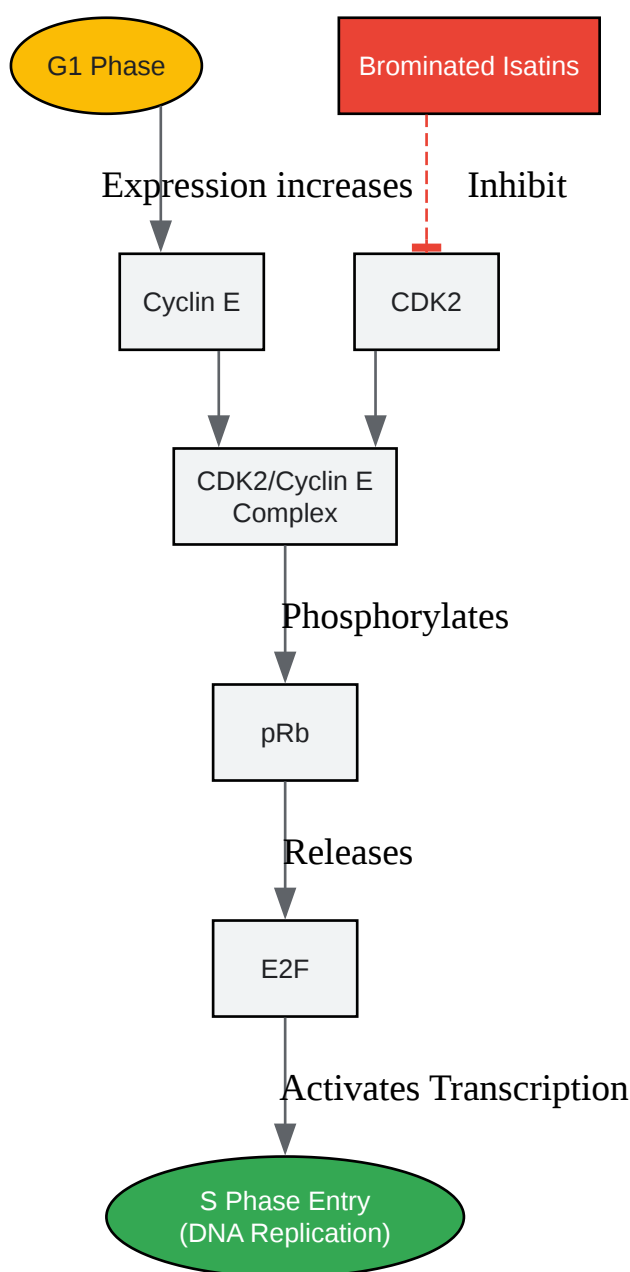 G1 Phase
Brominated Isatins
Expression increases
Inhibit
Cyclin E
CDK2
CDK2/Cyclin E
Complex
Phosphorylates
pRb
Releases
E2F
Activates Transcription
S Phase Entry
(DNA Replication)